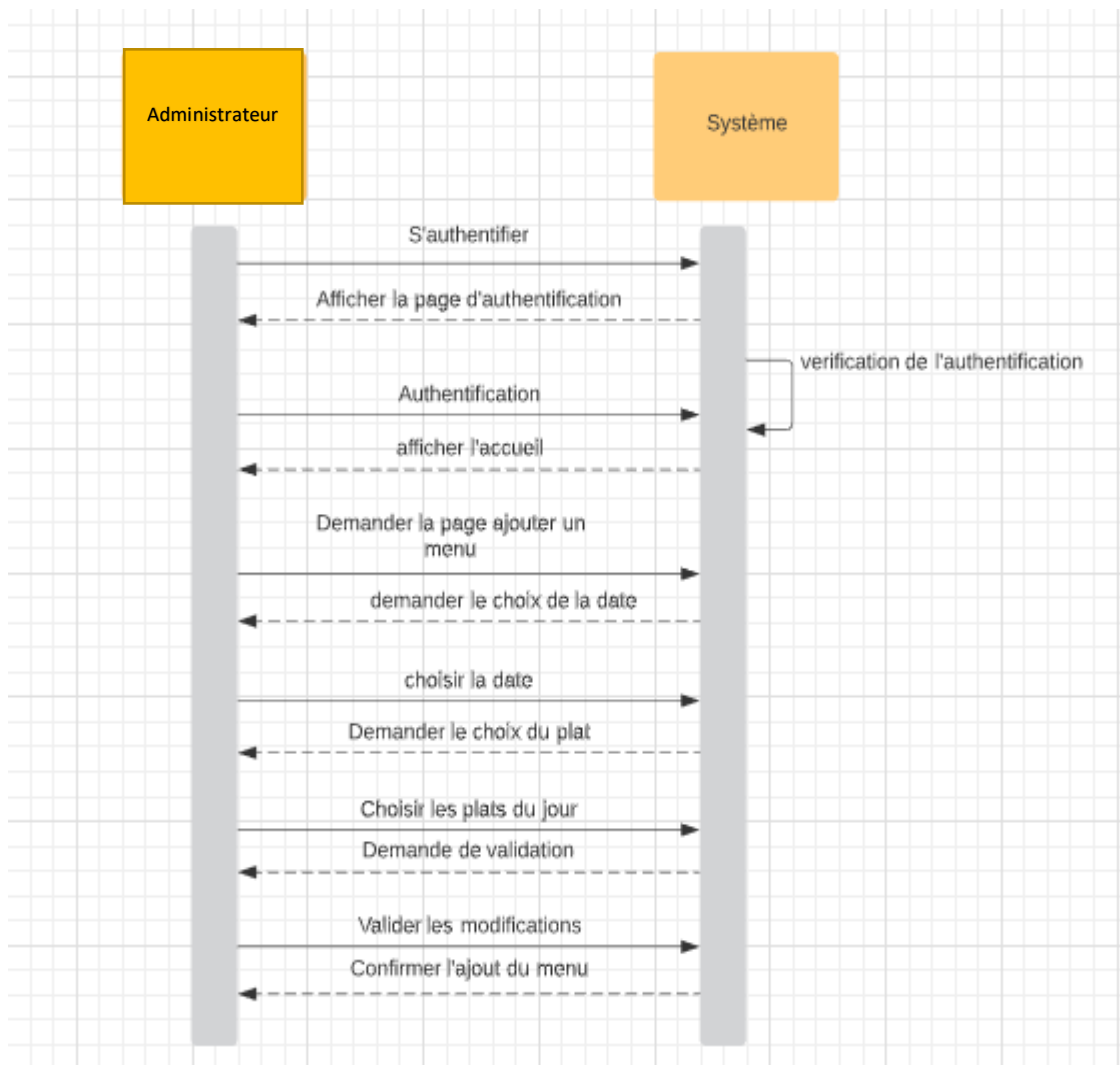 Administrateur
Système
S'authentifier
Afficher la page d'authentification
verification de l'authentification
Authentification
afficher l'accueil
Demander la page ajouter un
menu
demander le choix de la date
choisir la date
Demander le choix du plat
Choisir les plats du jour
Demande de validation
Valider les modifications
Confirmer l'ajout du menu